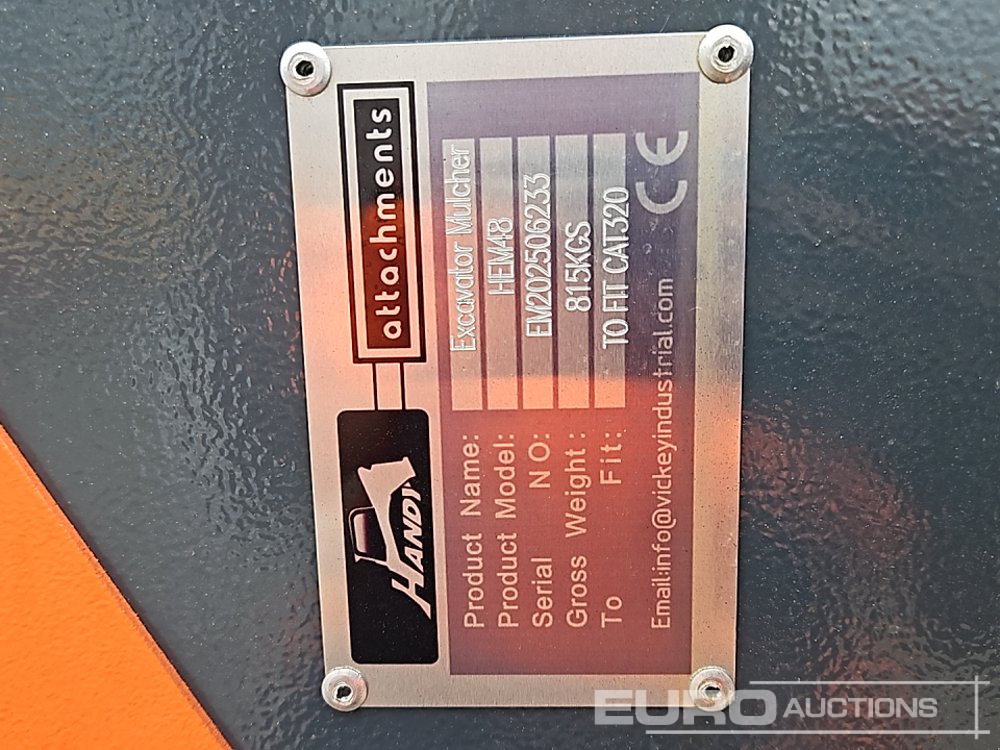 HANDY attachments
Product Name: Excavator Mulcher
Product Model: HEM48
Serial NO: EM202506233
Gross Weight: 815KGS
To Fit: TO FIT CAT320
Email:info@vickeyindustrial.com CE
EURO AUCTIONS